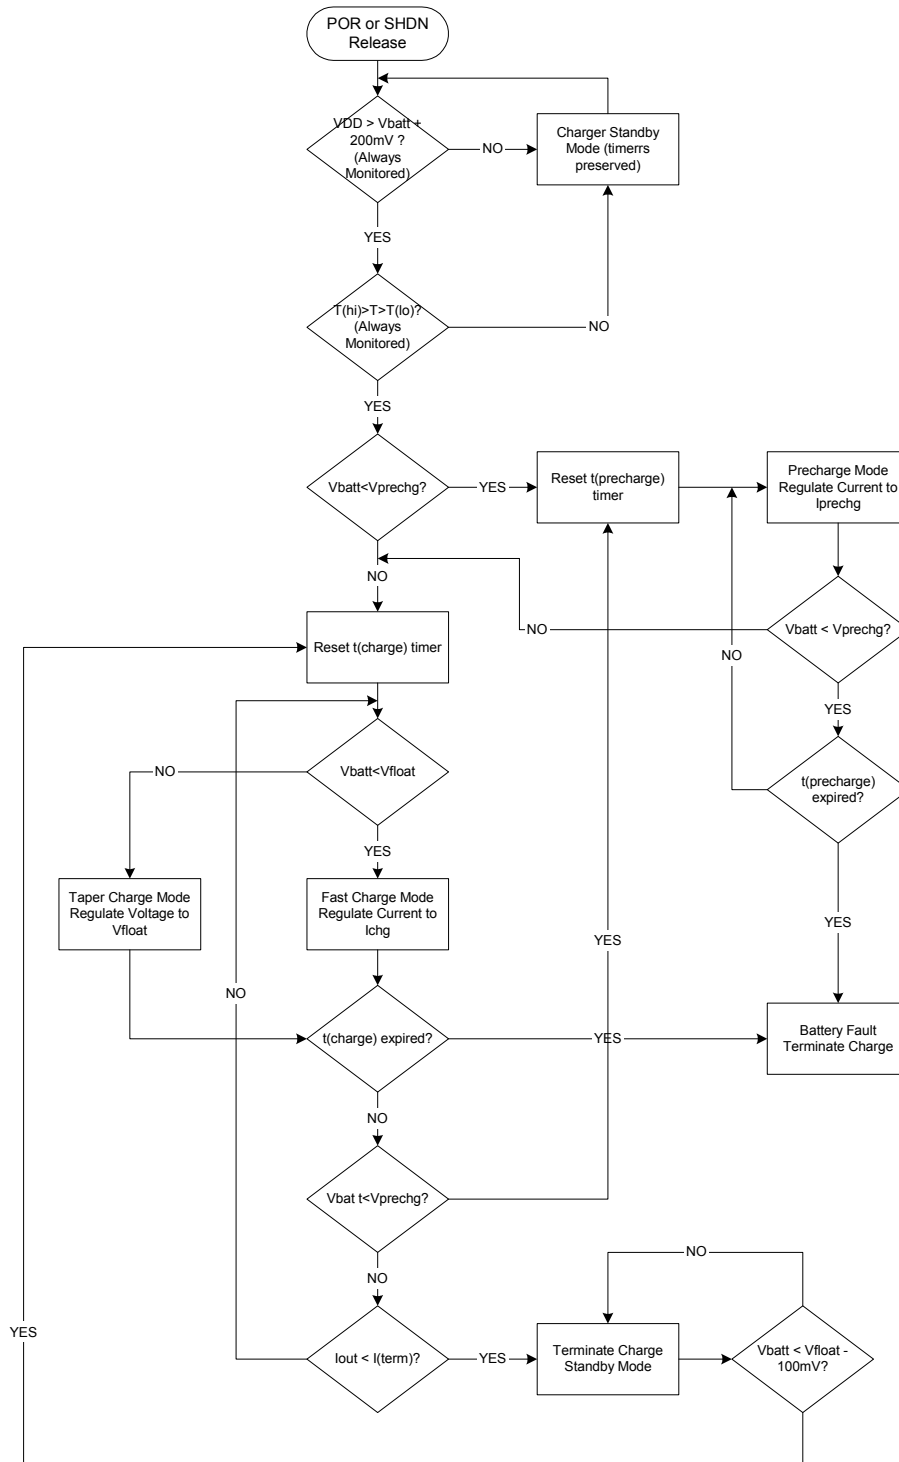 POR or SHDN
Release
VDD > Vbatt +
200mV ?
(Always
Monitored)
NO
Charger Standby
Mode (timerrs
preserved)
YES
T(hi)>T>T(lo)?
(Always
Monitored)
NO
YES
Vbatt<Vprechg?
YES
Reset t(precharge)
timer
Precharge Mode
Regulate Current to
Iprechg
NO
Vbatt < Vprechg?
NO
Reset t(charge) timer
NO
YES
Vbatt<Vfloat
NO
t(precharge)
expired?
YES
Taper Charge Mode
Regulate Voltage to
Vfloat
Fast Charge Mode
Regulate Current to
Ichg
YES
YES
NO
t(charge) expired?
YES
Battery Fault
Terminate Charge
NO
Vbat t<Vprechg?
NO
NO
YES
Iout < I(term)?
YES
Terminate Charge
Standby Mode
Vbatt < Vfloat -
100mV?